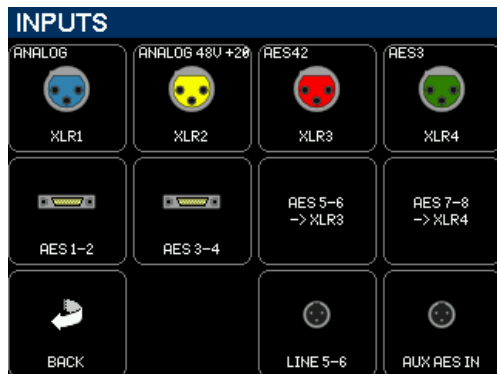 INPUTS
ANALOG
ANALOG 48V +20
AES42
AES3
XLR1
XLR2
XLR3
XLR4
AES 1-2
AES 3-4
AES 5-6
-> XLR3
AES 7-8
-> XLR4
BACK
LINE 5-6
AUX AES IN